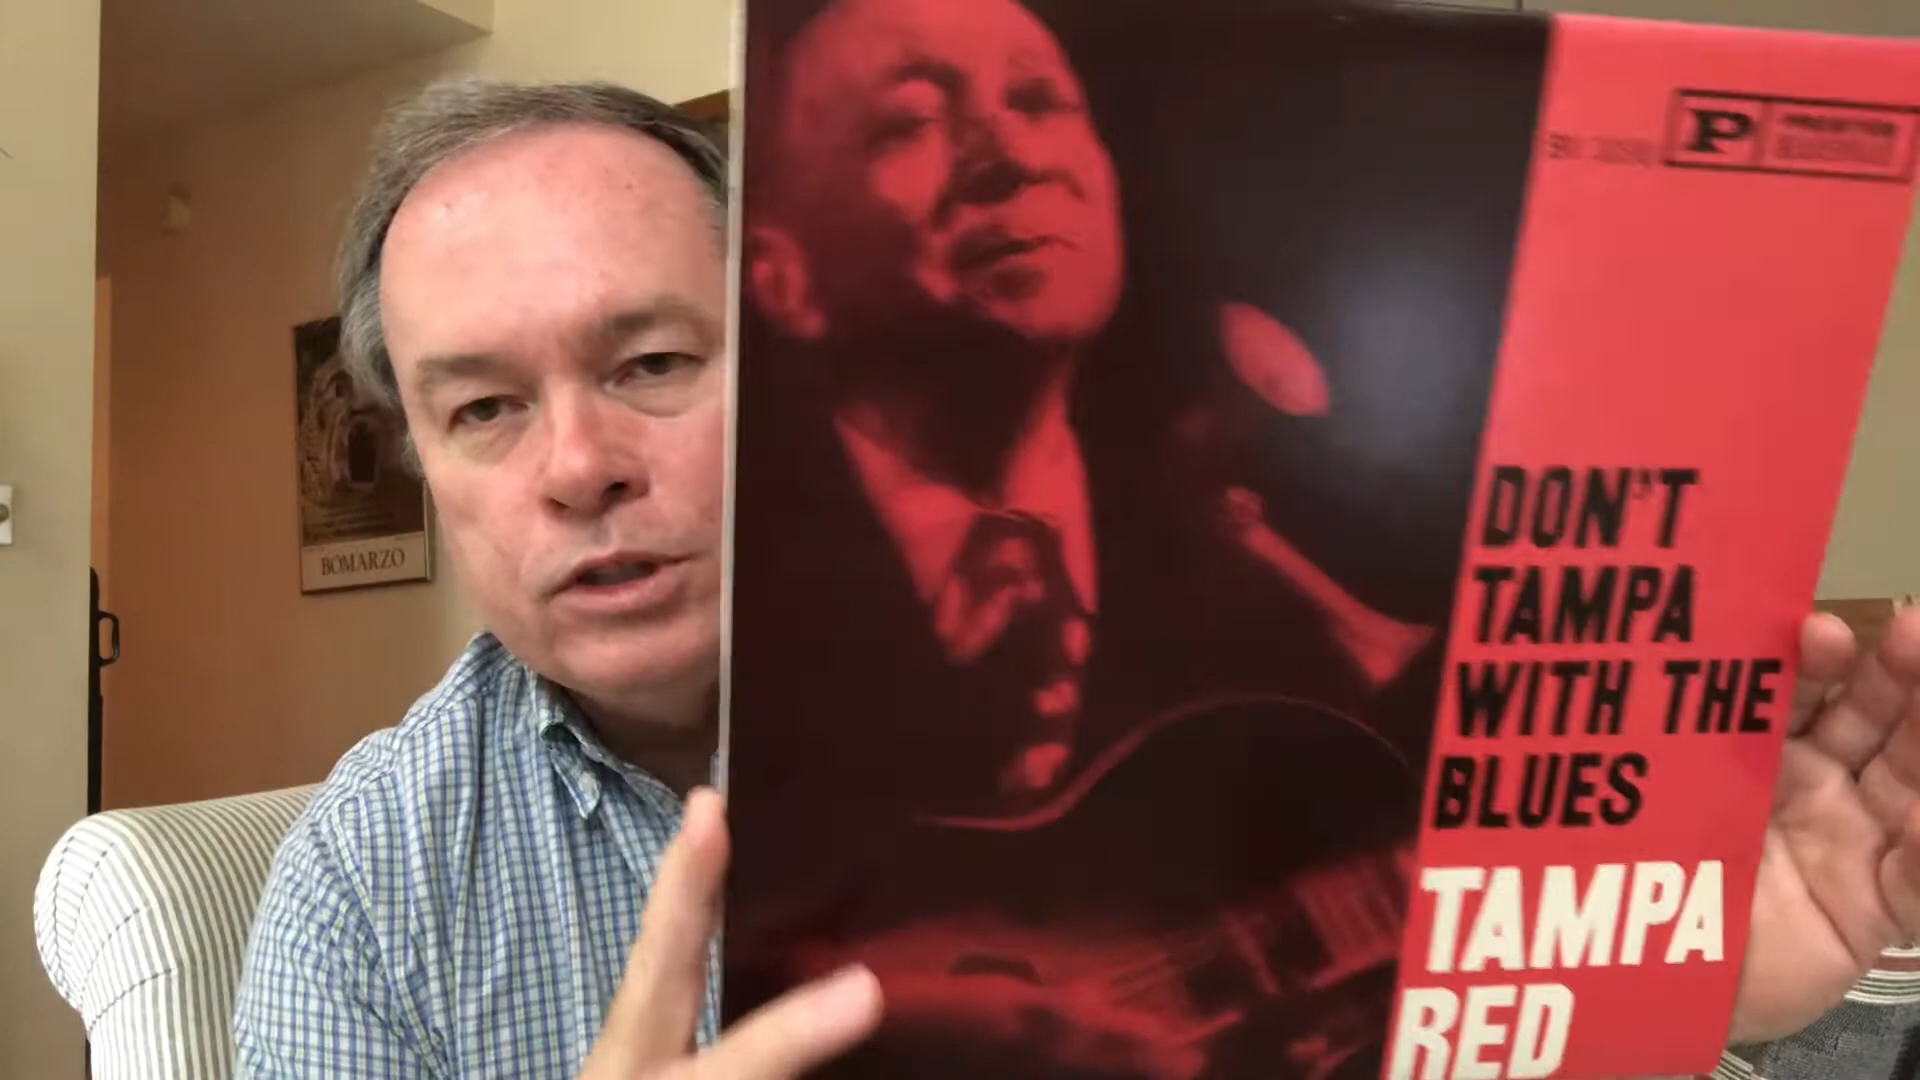 P
BOMARZO
DON'T
TAMPA
WITH THE
BLUES
TAMPA
RED